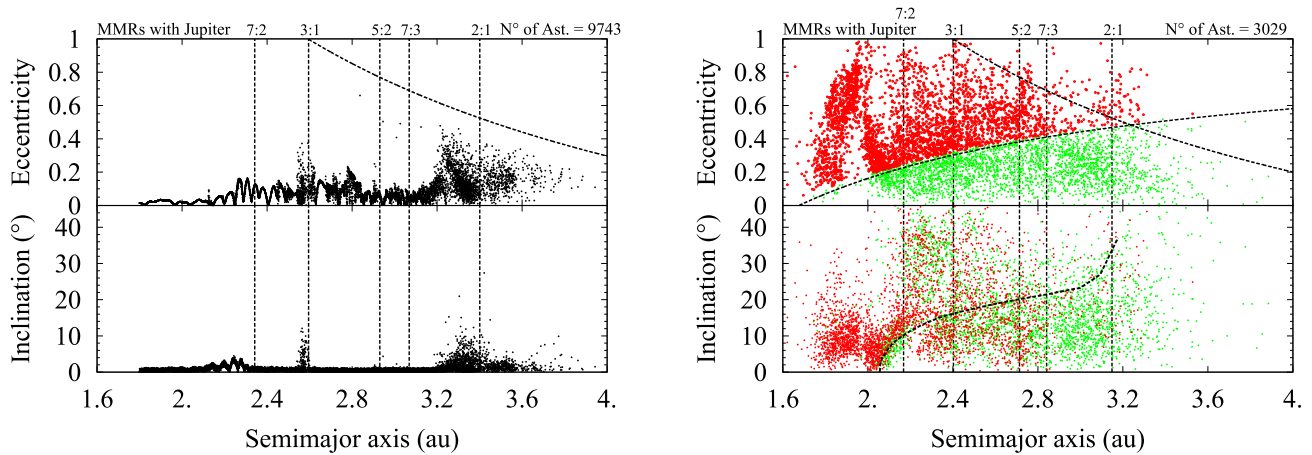 MMRs with Jupiter 7:2 3:1 5:2 7:3 2:1 N° of Ast. = 9743
1
0.8
0.6
0.4
0.2
0
Eccentricity
40
30
20
10
0
Inclination (°)
1.6 2. 2.4 2.8 3.2 3.6 4.
Semimajor axis (au)
7:2
MMRs with Jupiter 3:1 5:2 7:3 2:1 N° of Ast. = 3029
1
0.8
0.6
0.4
0.2
0
Eccentricity
40
30
20
10
0
Inclination (°)
1.6 2. 2.4 2.8 3.2 3.6 4.
Semimajor axis (au)